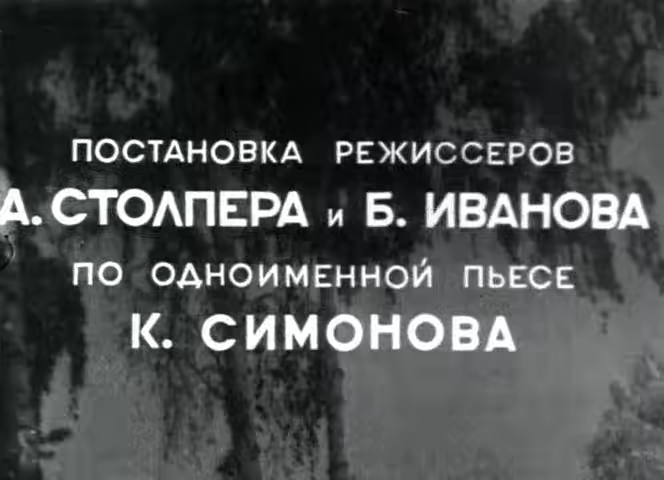 ПОСТАНОВКА РЕЖИССЕРОВ
А. СТОЛПЕРА и Б. ИВАНОВА
ПО ОДНОИМЕННОЙ ПЬЕСЕ
К. СИМОНОВА